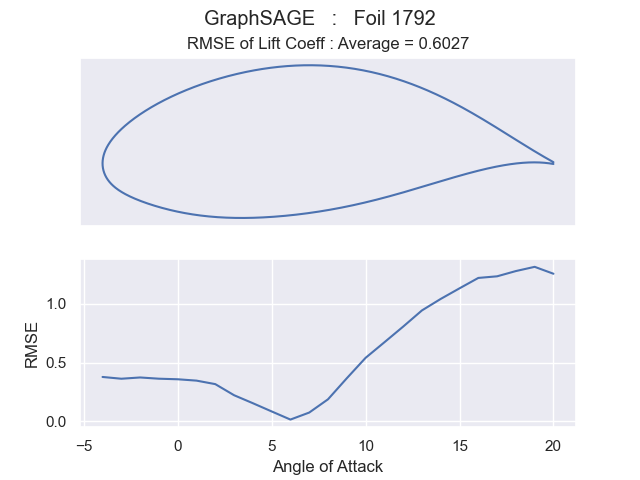 GraphSAGE   :   Foil 1792
RMSE of Lift Coeff : Average = 0.6027
RMSE
1.0
0.5
0.0
−5 0 5 10 15 20
Angle of Attack